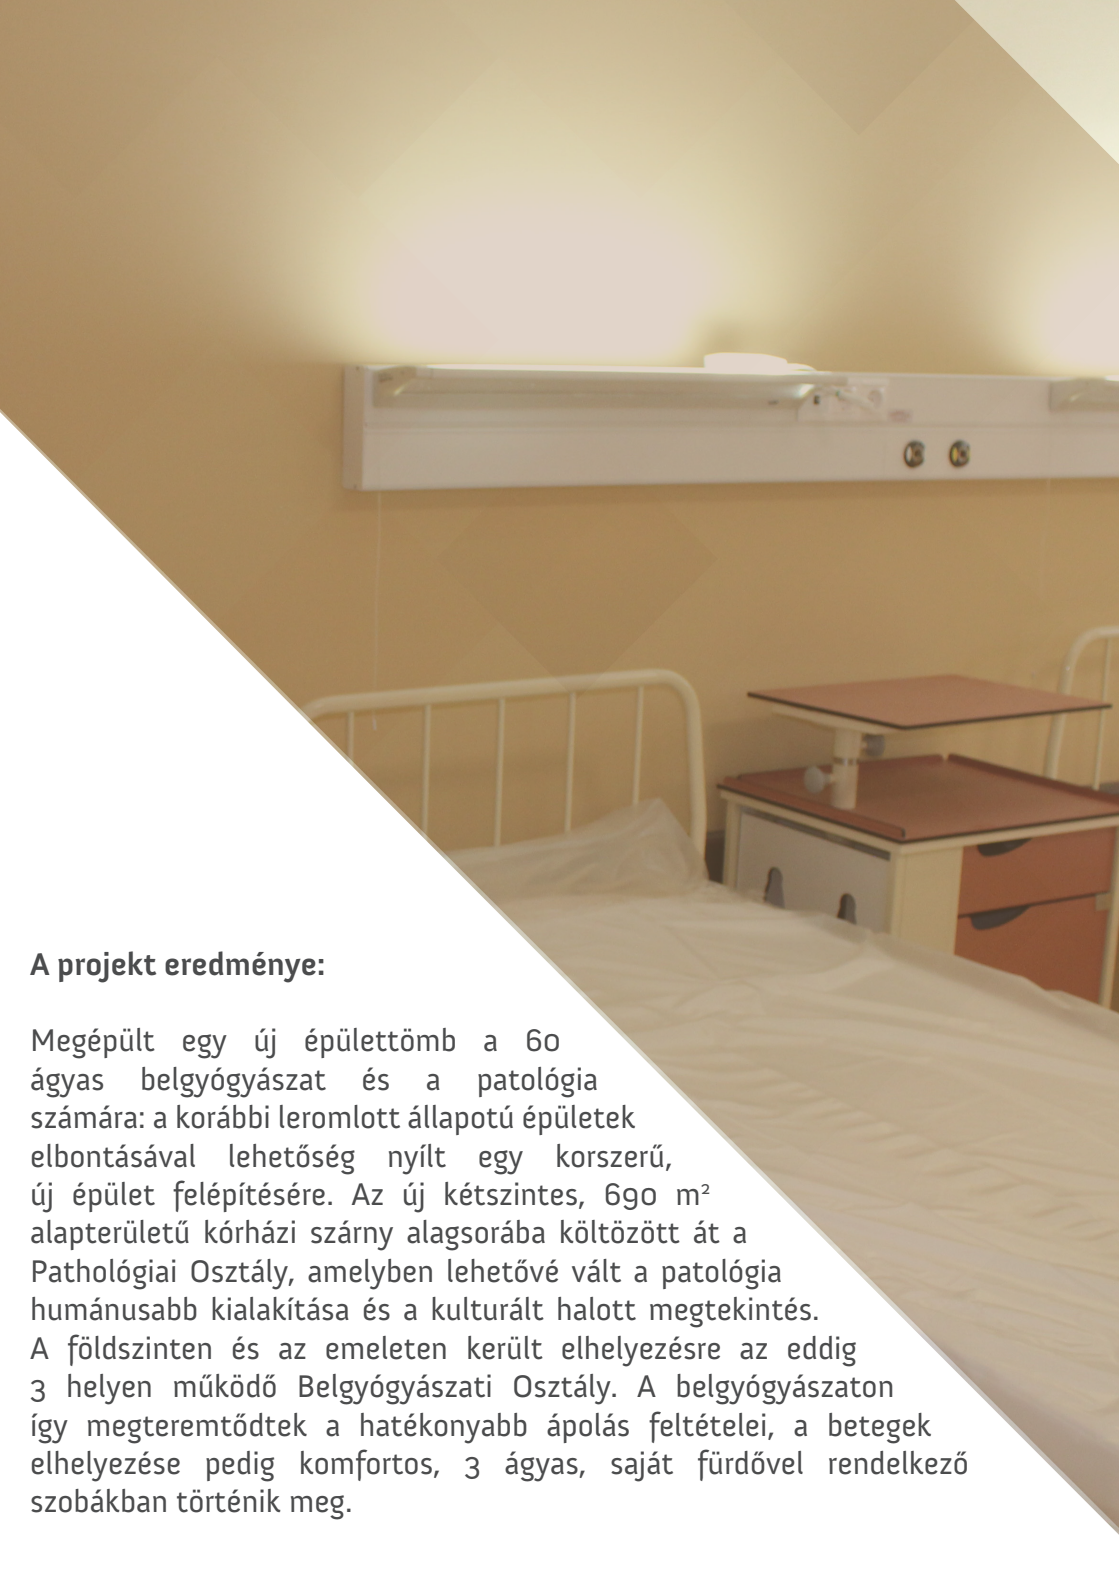 A projekt eredménye:
Megépült egy új épülettömb a 60
ágyas belgyógyászat és a patológia
számára: a korábbi leromlott állapotú épületek
elbontásával lehetőség nyílt egy korszerű,
új épület felépítésére. Az új kétszintes, 690 m²
alapterületű kórházi szárny alagsorába költözött át a
Pathológiai Osztály, amelyben lehetővé vált a patológia
humánusabb kialakítása és a kulturált halott megtekintés.
A földszinten és az emeleten került elhelyezésre az eddig
3 helyen működő Belgyógyászati Osztály. A belgyógyászaton
így megteremtődtek a hatékonyabb ápolás feltételei, a betegek
elhelyezése pedig komfortos, 3 ágyas, saját fürdővel rendelkező
szobákban történik meg.